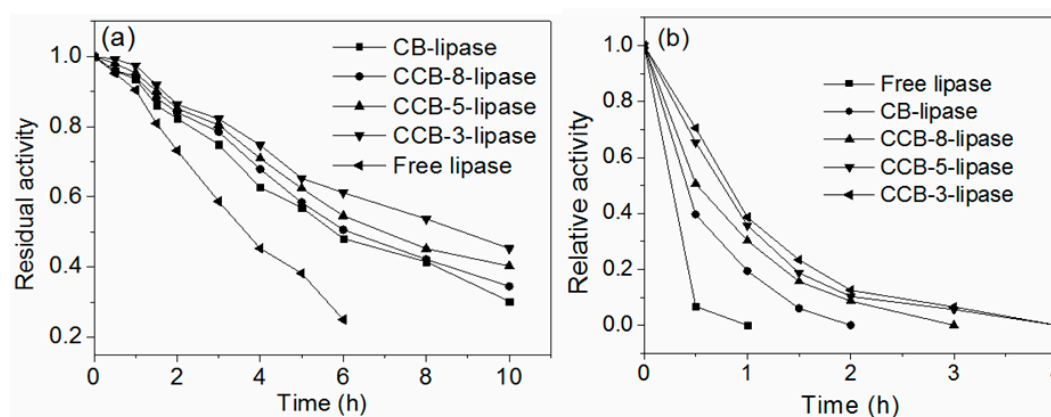 (a)
CB-lipase
CCB-8-lipase
CCB-5-lipase
CCB-3-lipase
Free lipase
Residual activity
1.0
0.8
0.6
0.4
0.2
0 2 4 6 8 10
Time (h)
(b)
Free lipase
CB-lipase
CCB-8-lipase
CCB-5-lipase
CCB-3-lipase
Relative activity
1.0
0.8
0.6
0.4
0.2
0.0
0 1 2 3
Time (h)